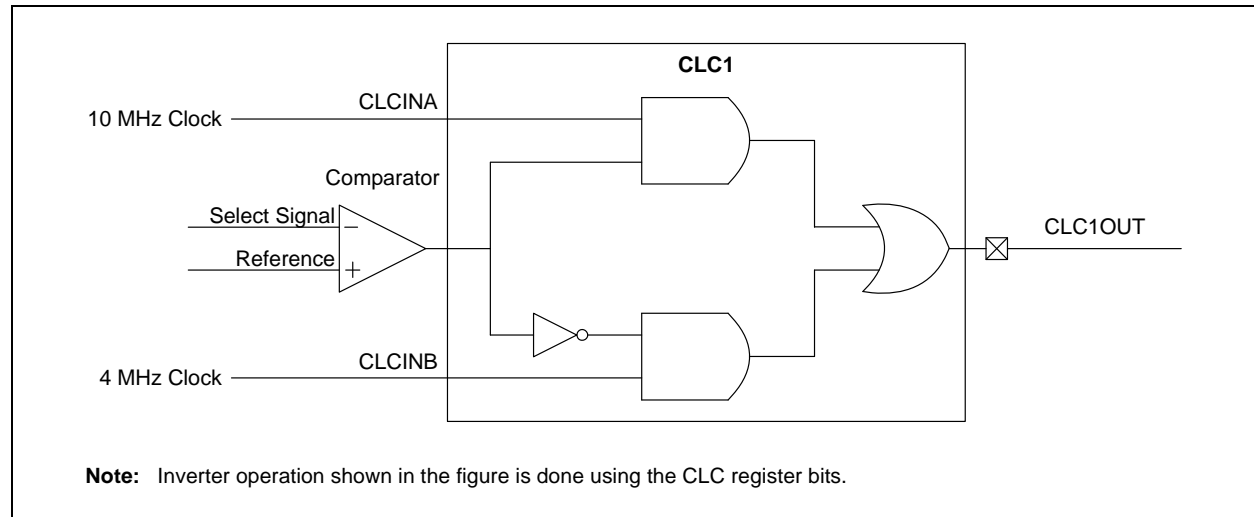 CLC1
CLCINA
10 MHz Clock
Comparator
Select Signal
−
Reference
+
CLC1OUT
CLCINB
4 MHz Clock
Note: Inverter operation shown in the figure is done using the CLC register bits.